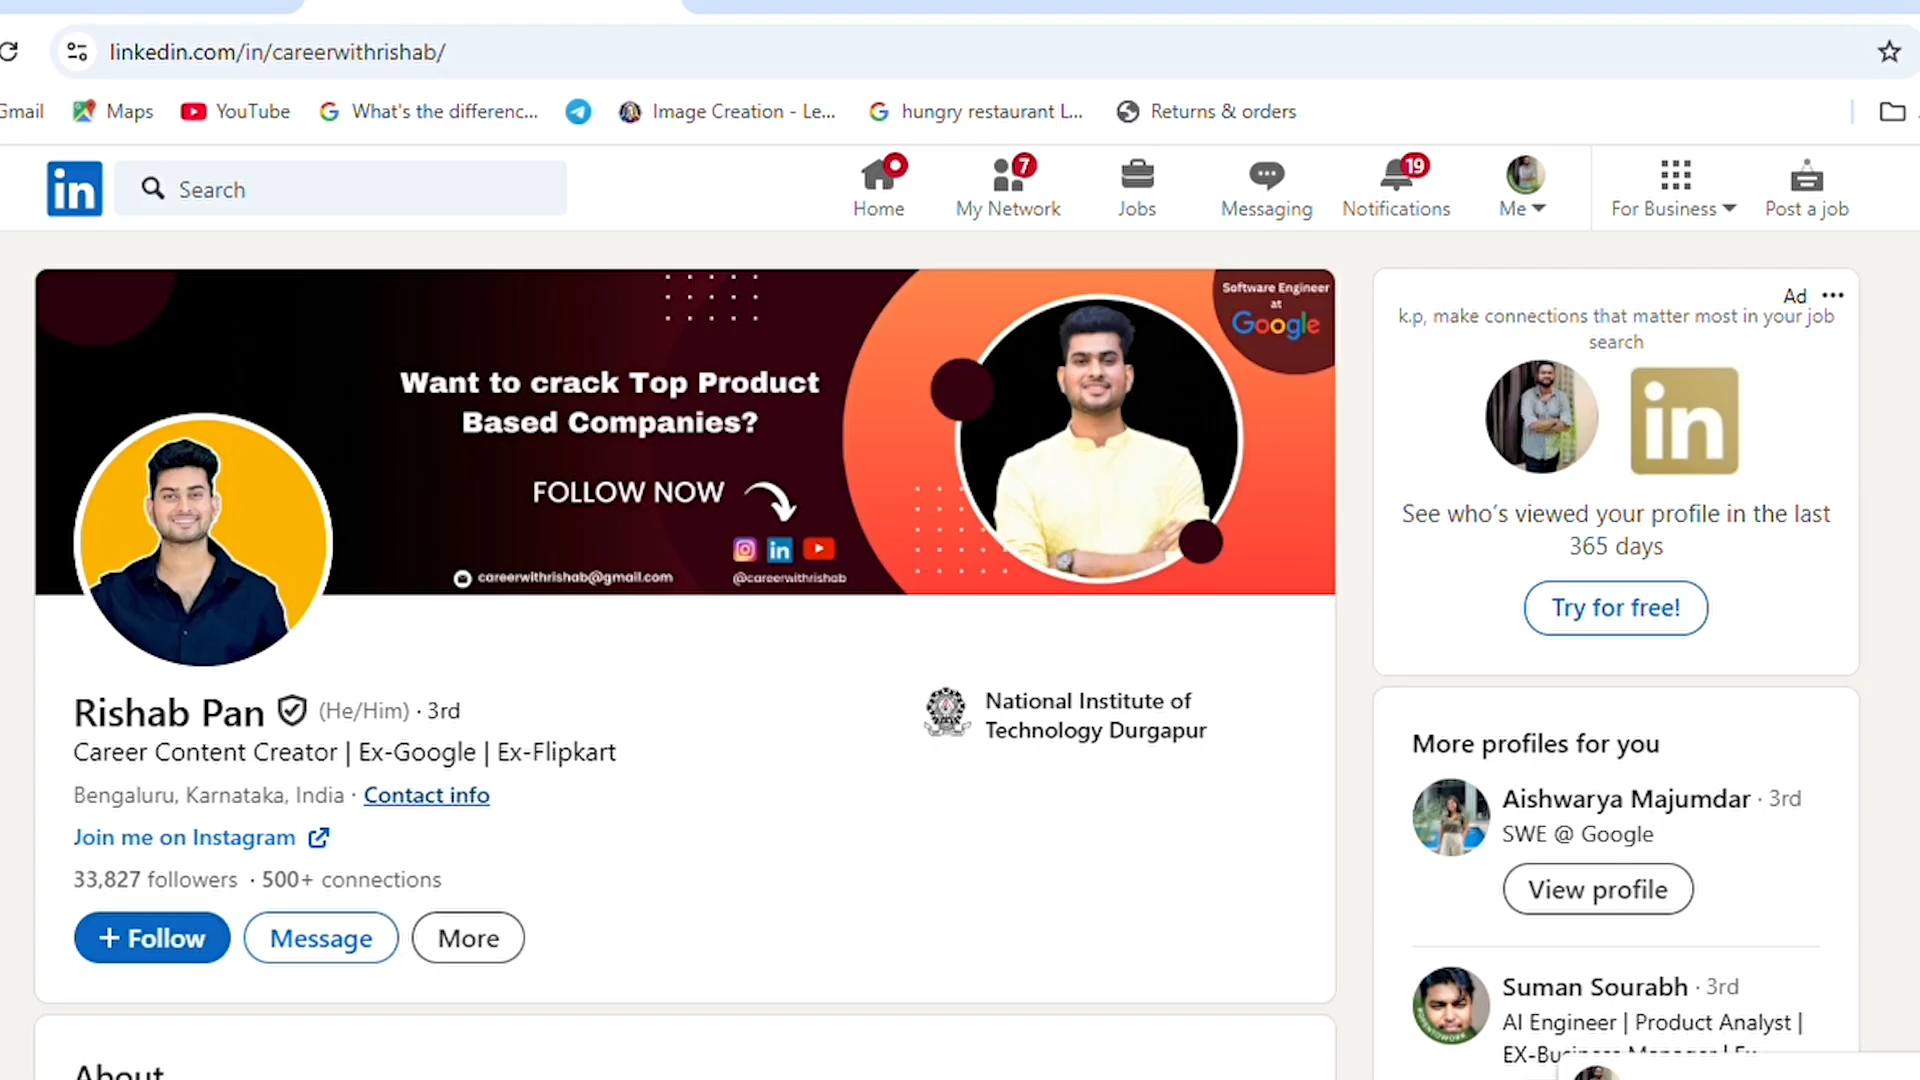 linkedin.com/in/careerwithrishab/
Gmail
Maps
YouTube
What's the differenc...
Image Creation - Le...
hungry restaurant L...
Returns & orders
in
Search
Home
7
My Network
Jobs
Messaging
19
Notifications
Me
For Business
Post a job
Want to crack Top Product
Based Companies?
FOLLOW NOW
in
careerwithrishab@gmail.com
@careerwithrishab
Software Engineer
at
Google
Rishab Pan (He/Him) · 3rd
Career Content Creator | Ex-Google | Ex-Flipkart
Bengaluru, Karnataka, India · Contact info
Join me on Instagram
33,827 followers · 500+ connections
+ Follow
Message
More
National Institute of
Technology Durgapur
About
Ad
k.p, make connections that matter most in your job
search
in
See who's viewed your profile in the last
365 days
Try for free!
More profiles for you
Aishwarya Majumdar · 3rd
SWE @ Google
View profile
Suman Sourabh · 3rd
AI Engineer | Product Analyst |